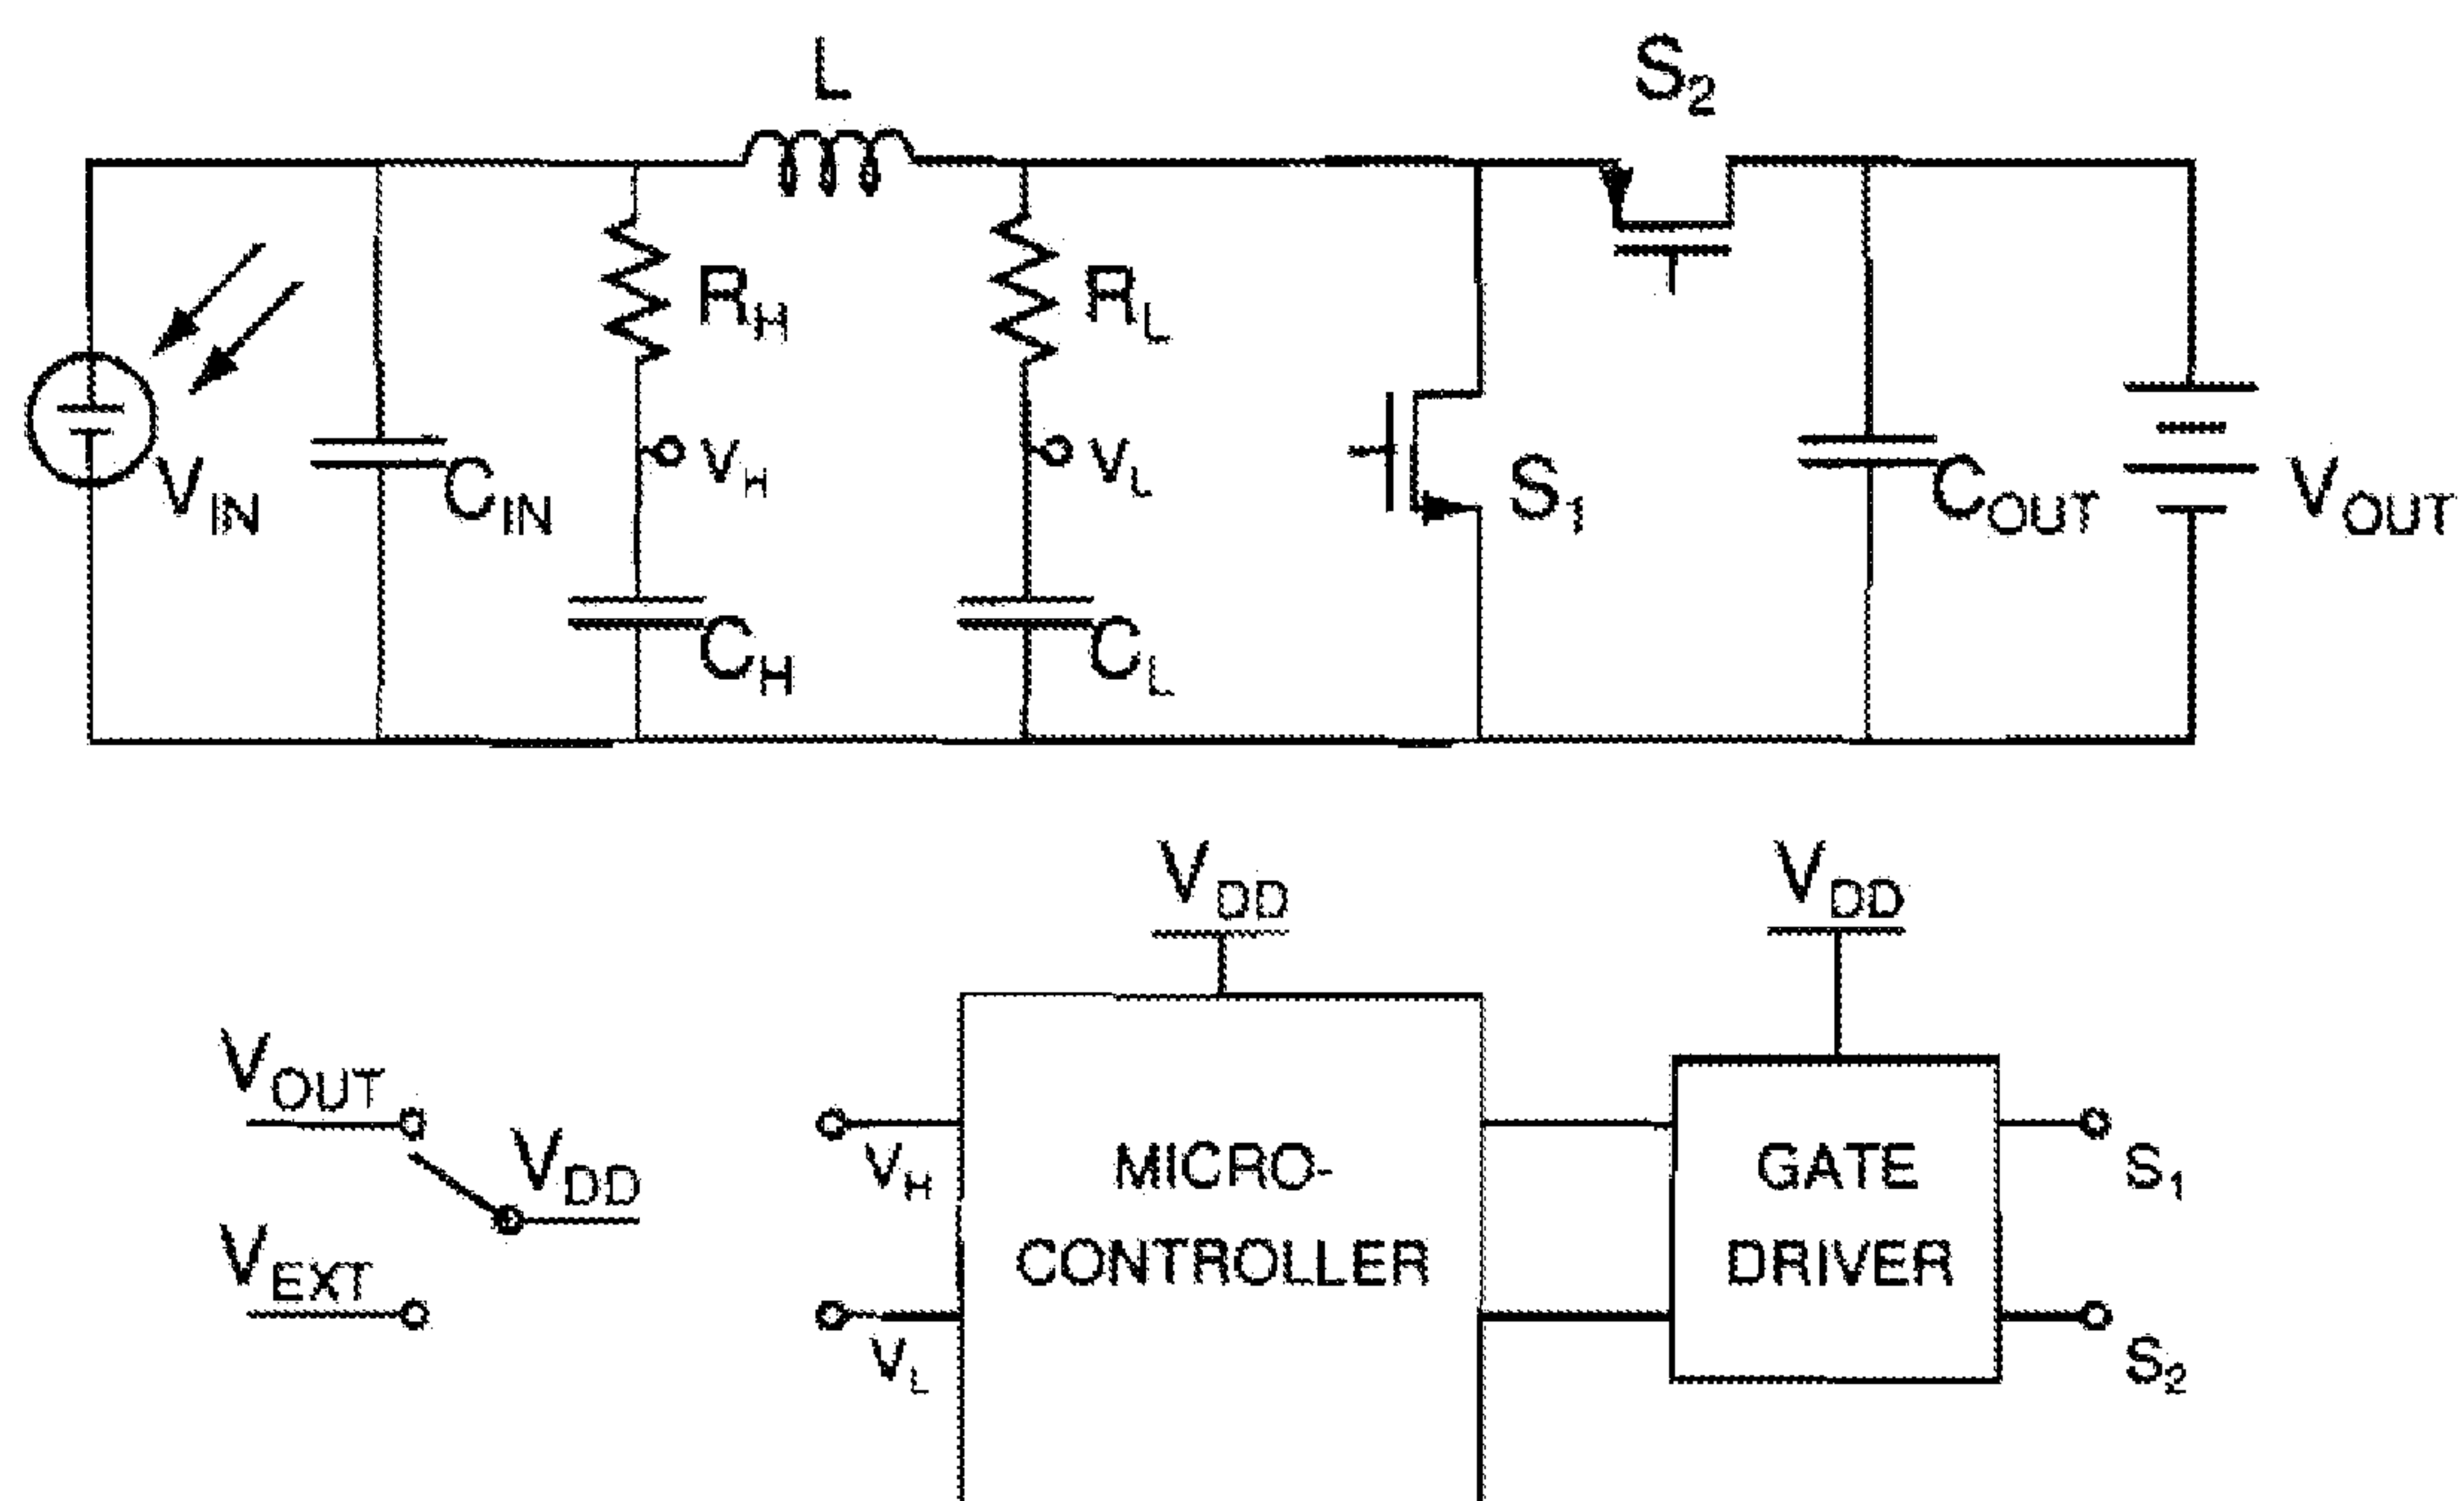 L
S2
RH
RL
VIN
CIN
VH
VL
S1
COUT
VOUT
CH
CL
VDD
VDD
VOUT
VDD
VEXT
VH
VL
MICRO-
CONTROLLER
GATE
DRIVER
S1
S2